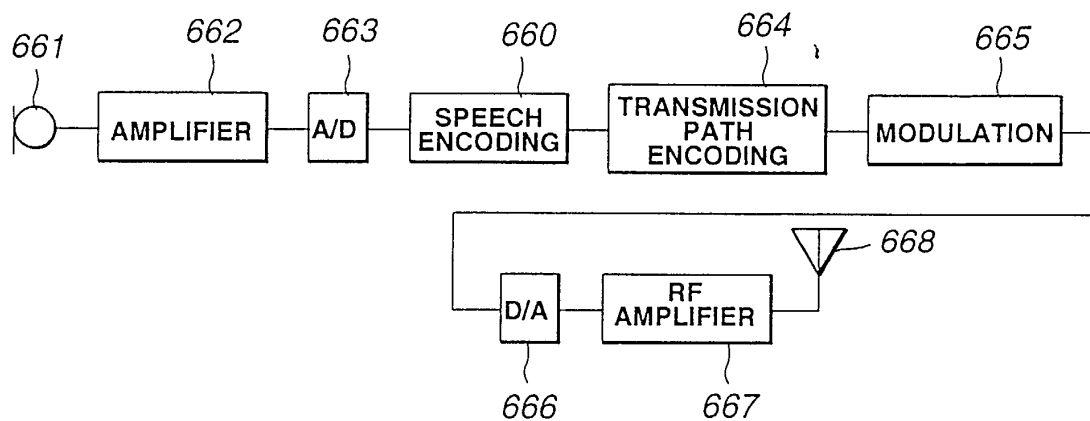 661
662
663
660
664
665
AMPLIFIER
A/D
SPEECH
ENCODING
TRANSMISSION
PATH
ENCODING
MODULATION
668
D/A
RF
AMPLIFIER
666
667